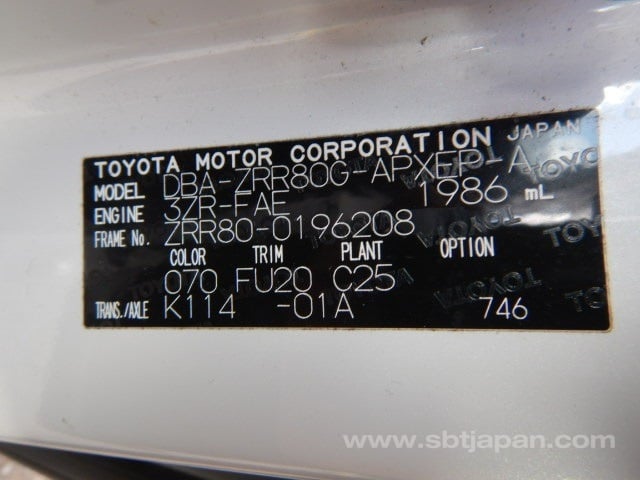 TOYOTA MOTOR CORPORATION JAPAN
MODEL DBA-ZRR80G-APXEP-A
ENGINE 3ZR-FAE 1986 mL
FRAME No. ZRR80-0196208
COLOR TRIM PLANT OPTION
070 FU20 C25
TRANS./AXLE K114 -01A 746
www.sbtjapan.com